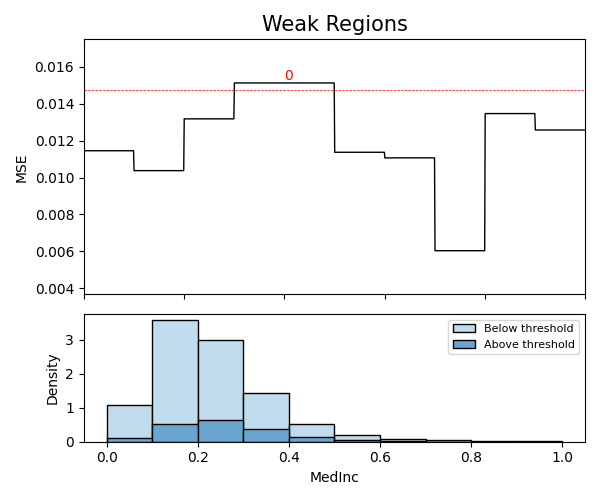 Weak Regions
0.016
0.014
0.012
0.010
0.008
0.006
0.004
MSE
0
3
2
1
0
Density
Below threshold
Above threshold
0.0 0.2 0.4 0.6 0.8 1.0
MedInc